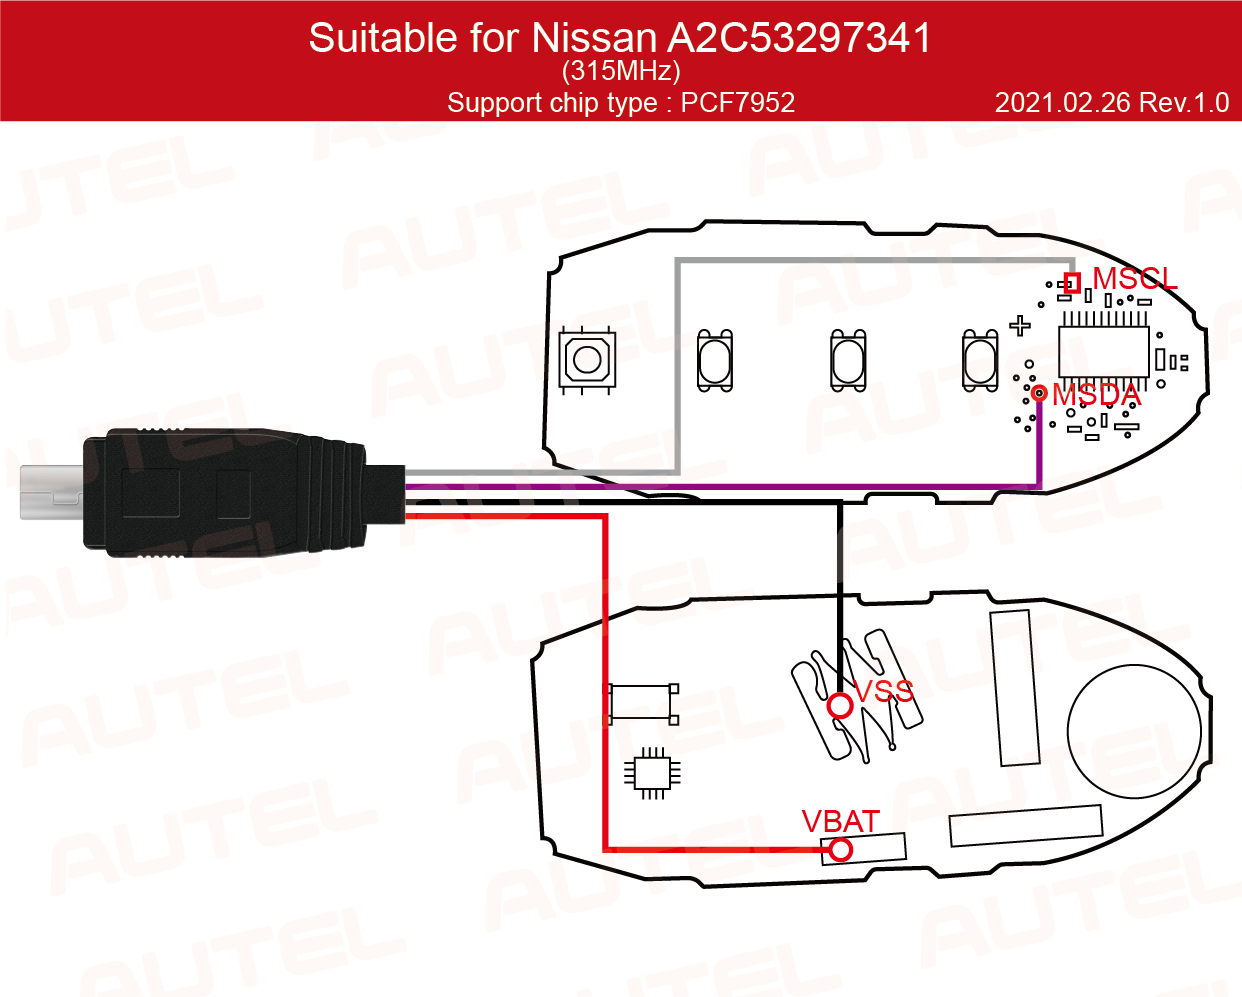 Suitable for Nissan A2C53297341
(315MHz)
Support chip type : PCF7952
2021.02.26 Rev.1.0
MSCL
MSDA
VSS
VBAT
AUTEL